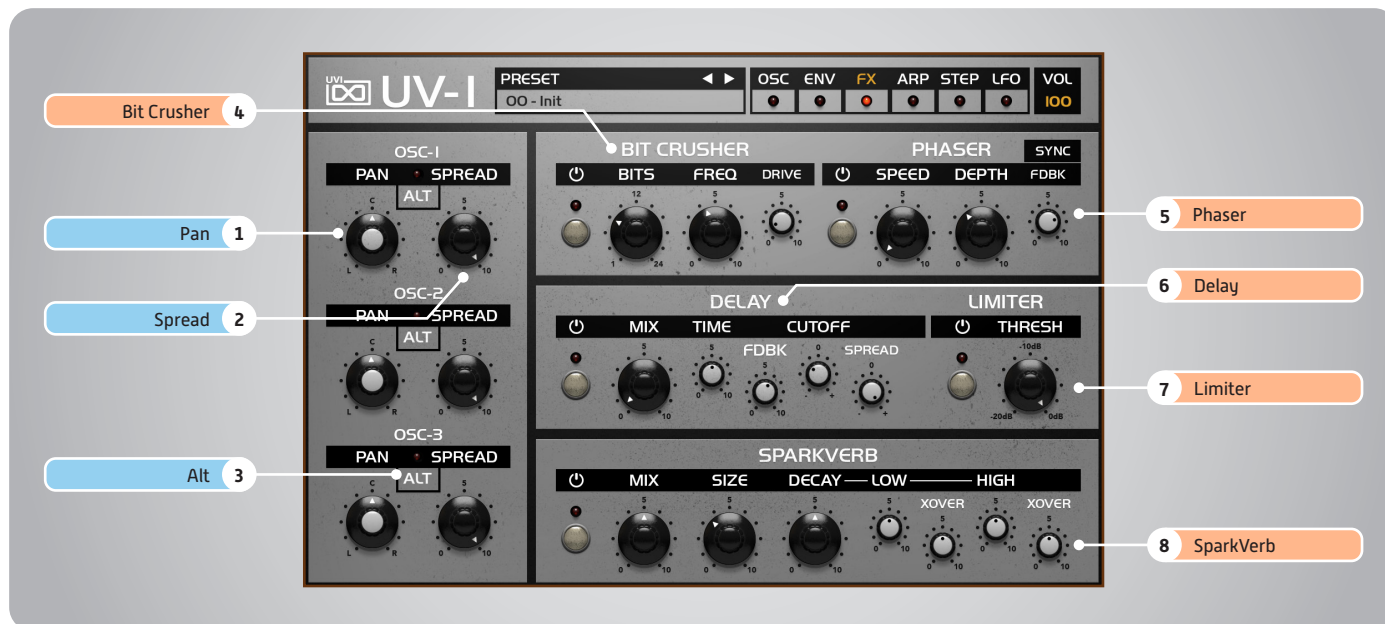 UVI UV-I
PRESET
00 - Init
OSC ENV FX ARP STEP LFO
VOL
100
Bit Crusher 4
Pan 1
Spread 2
Alt 3
OSC-1
PAN SPREAD
ALT
C 5
L R 0 10
OSC-2
PAN SPREAD
ALT
C 5
L R 0 10
OSC-3
PAN SPREAD
ALT
C 5
L R 0 10
BIT CRUSHER
BITS FREQ DRIVE
12 5 5
1 24 0 10 0 10
PHASER SYNC
SPEED DEPTH FDBK
5 5 5
0 10 0 10 0 10
DELAY
MIX TIME CUTOFF
FDBK SPREAD
5 5 5 0 0
0 10 0 10 0 10 - + - +
LIMITER
THRESH
-10dB
-20dB 0dB
SPARKVERB
MIX SIZE DECAY LOW HIGH
XOVER XOVER
5 5 5 5 5 5 5
0 10 0 10 0 10 0 10 0 10 0 10 0 10
5 Phaser
6 Delay
7 Limiter
8 SparkVerb